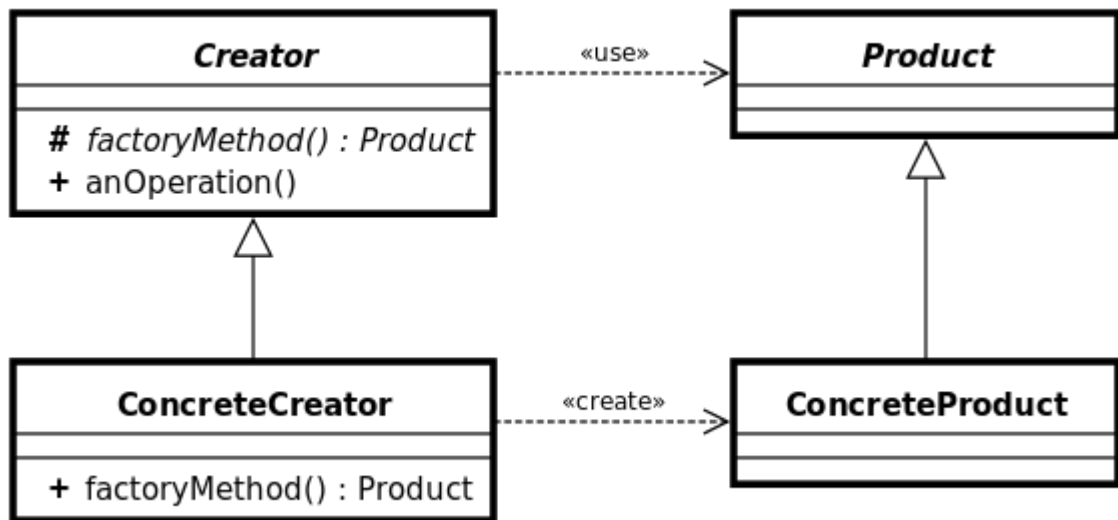 Creator
«use»
Product
# factoryMethod() : Product
+ anOperation()
ConcreteCreator
«create»
ConcreteProduct
+ factoryMethod() : Product